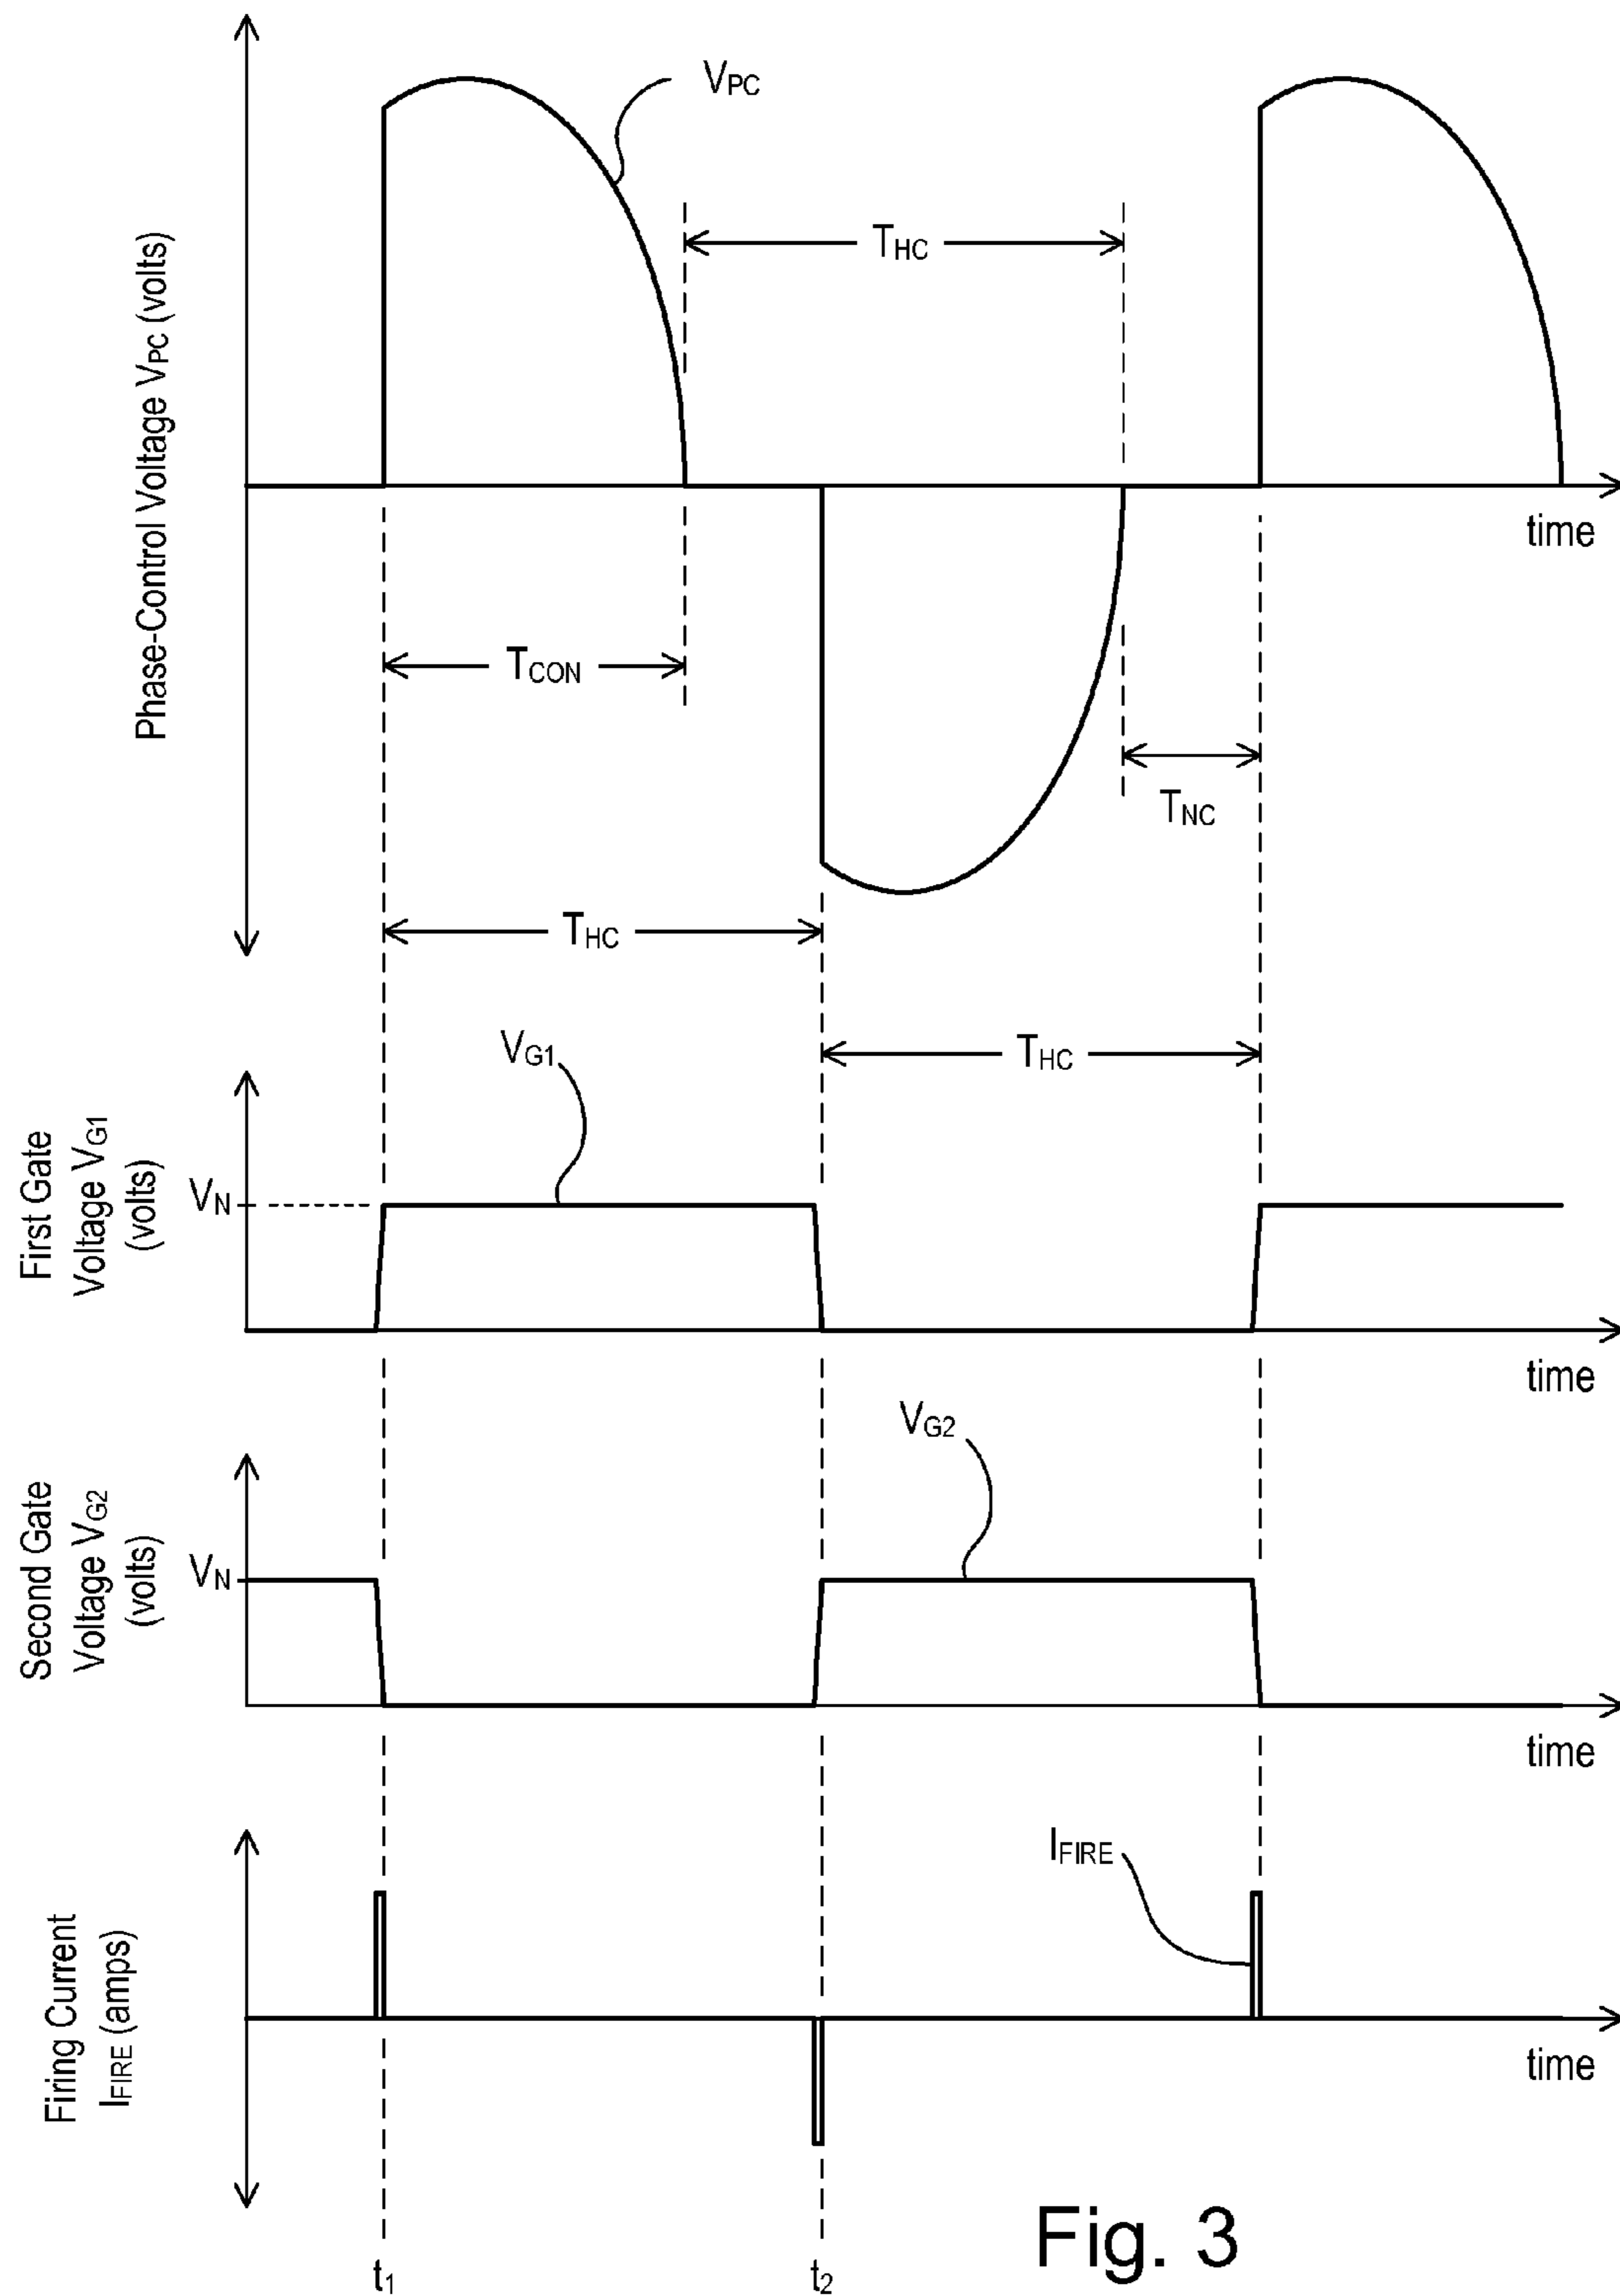 Phase-Control Voltage VPC (volts)
VPC
THC
time
TCON
TNC
THC
THC
First Gate
Voltage VG1
(volts)
VG1
VN
time
Second Gate
Voltage VG2
(volts)
VG2
VN
time
Firing Current
IFIRE (amps)
IFIRE
time
t1
t2
Fig. 3